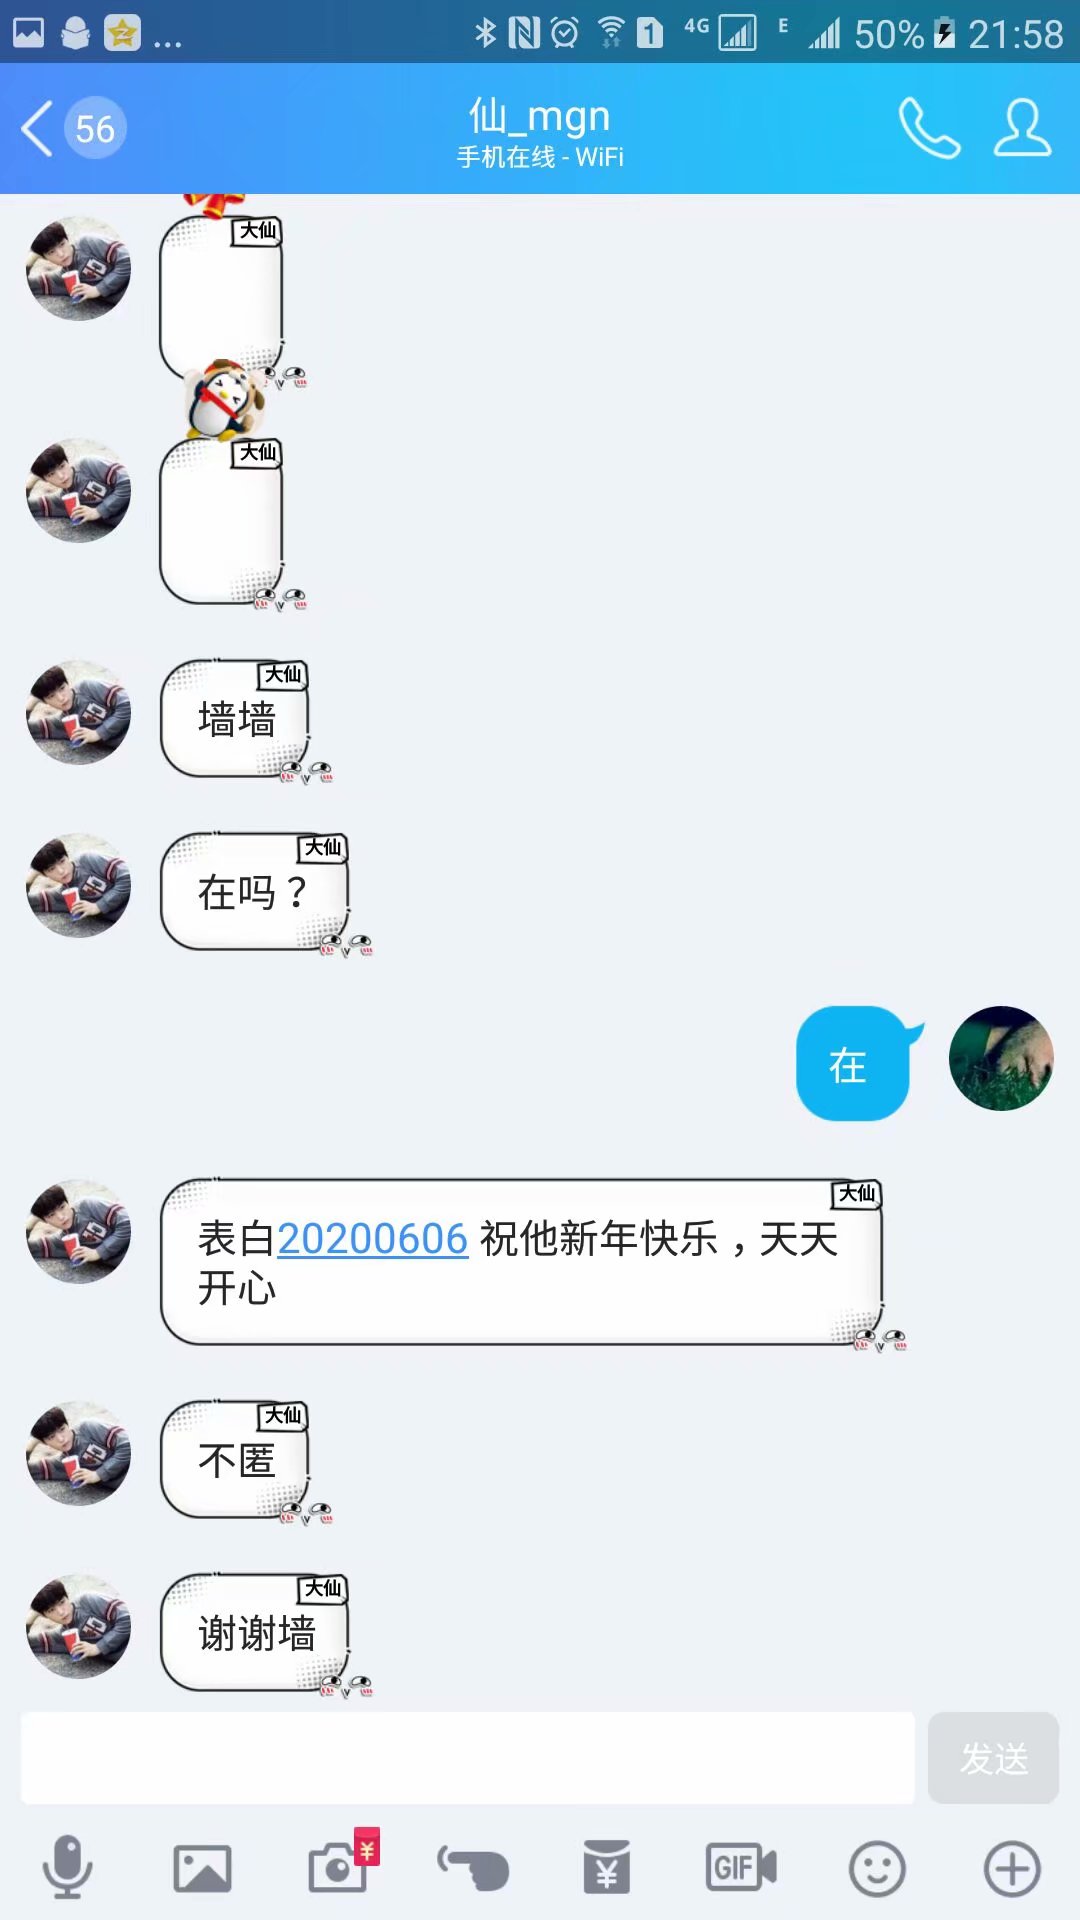 ... 1 4G E 50% 21:58
56
仙_mgn
手机在线 - WiFi
大仙
大仙
大仙
墙墙
大仙
在吗？
在
大仙
表白20200606 祝他新年快乐，天天
开心
大仙
不匿
大仙
谢谢墙
发送
¥
¥
GIF